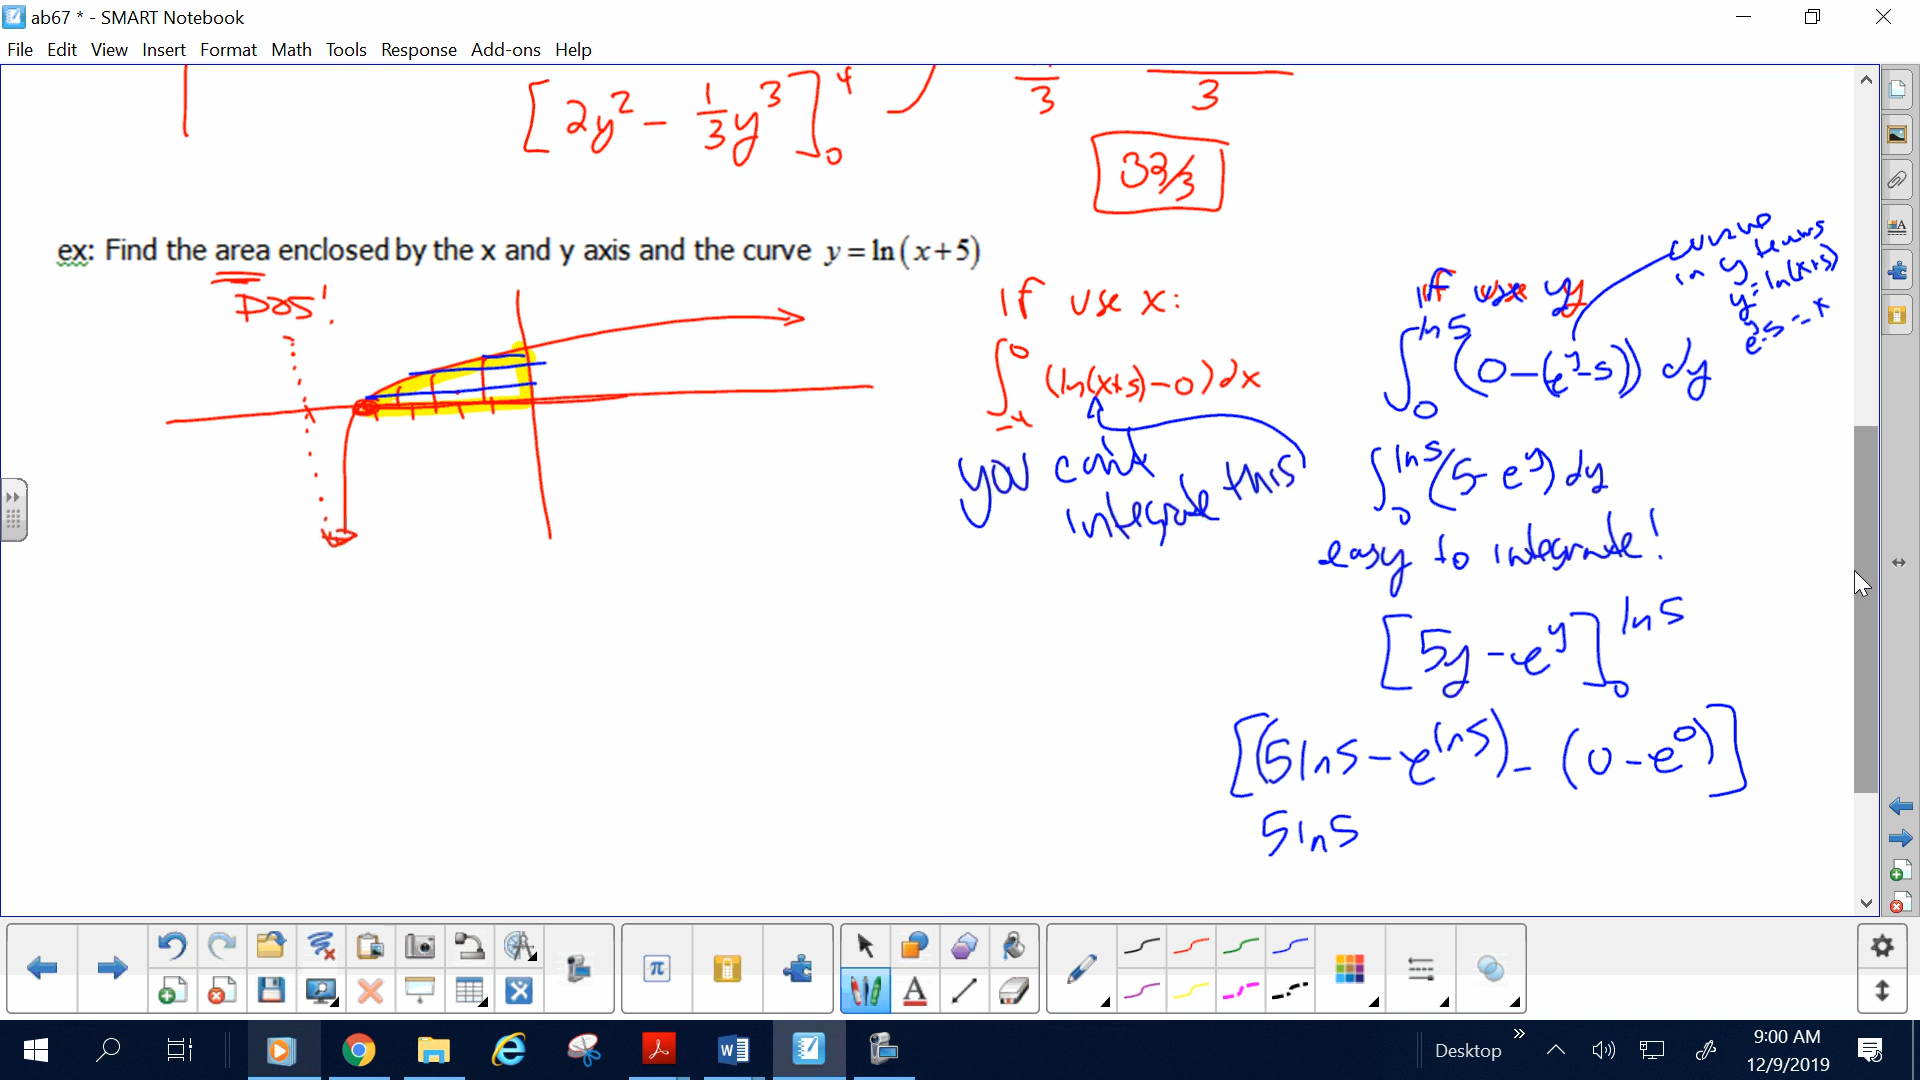 ab67 * - SMART Notebook
File Edit View Insert Format Math Tools Response Add-ons Help
[2y² - 1/3 y³]₀⁴
3
3
32/3
ex: Find the area enclosed by the x and y axis and the curve y = ln(x+5)
DOS!
If use x:
∫₋₄⁰ (ln(x+5)-0)dx
you can't
integrate this
If use y
curve
in y terms
y=ln(x+5)
eʸ-5=x
∫₀^ln5 (0-(eʸ-5)) dy
∫₀^ln5 (5-eʸ) dy
easy to integrate!
[5y-eʸ]₀^ln5
[(5ln5-e^ln5)-(0-e⁰)]
5ln5
π
A
Desktop
9:00 AM
12/9/2019